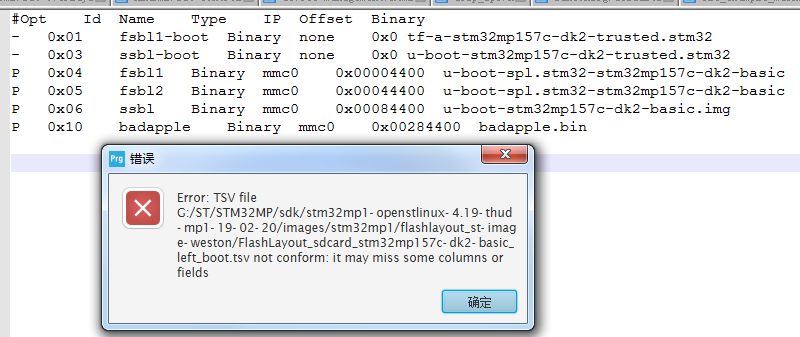 #Opt Id Name Type IP Offset Binary
- 0x01 fsbl1-boot Binary none 0x0 tf-a-stm32mp157c-dk2-trusted.stm32
- 0x03 ssbl-boot Binary none 0x0 u-boot-stm32mp157c-dk2-trusted.stm32
P 0x04 fsbl1 Binary mmc0 0x00004400 u-boot-spl.stm32-stm32mp157c-dk2-basic
P 0x05 fsbl2 Binary mmc0 0x00044400 u-boot-spl.stm32-stm32mp157c-dk2-basic
P 0x06 ssbl Binary mmc0 0x00084400 u-boot-stm32mp157c-dk2-basic.img
P 0x10 badapple Binary mmc0 0x00284400 badapple.bin
Prg 错误
Error: TSV file
G:/ST/STM32MP/sdk/stm32mp1- openstlinux- 4.19- thud
- mp1- 19- 02- 20/images/stm32mp1/flashlayout_st- imag
e- weston/FlashLayout_sdcard_stm32mp157c- dk2- basic_
left_boot.tsv not conform: it may miss some columns or
fields
确定